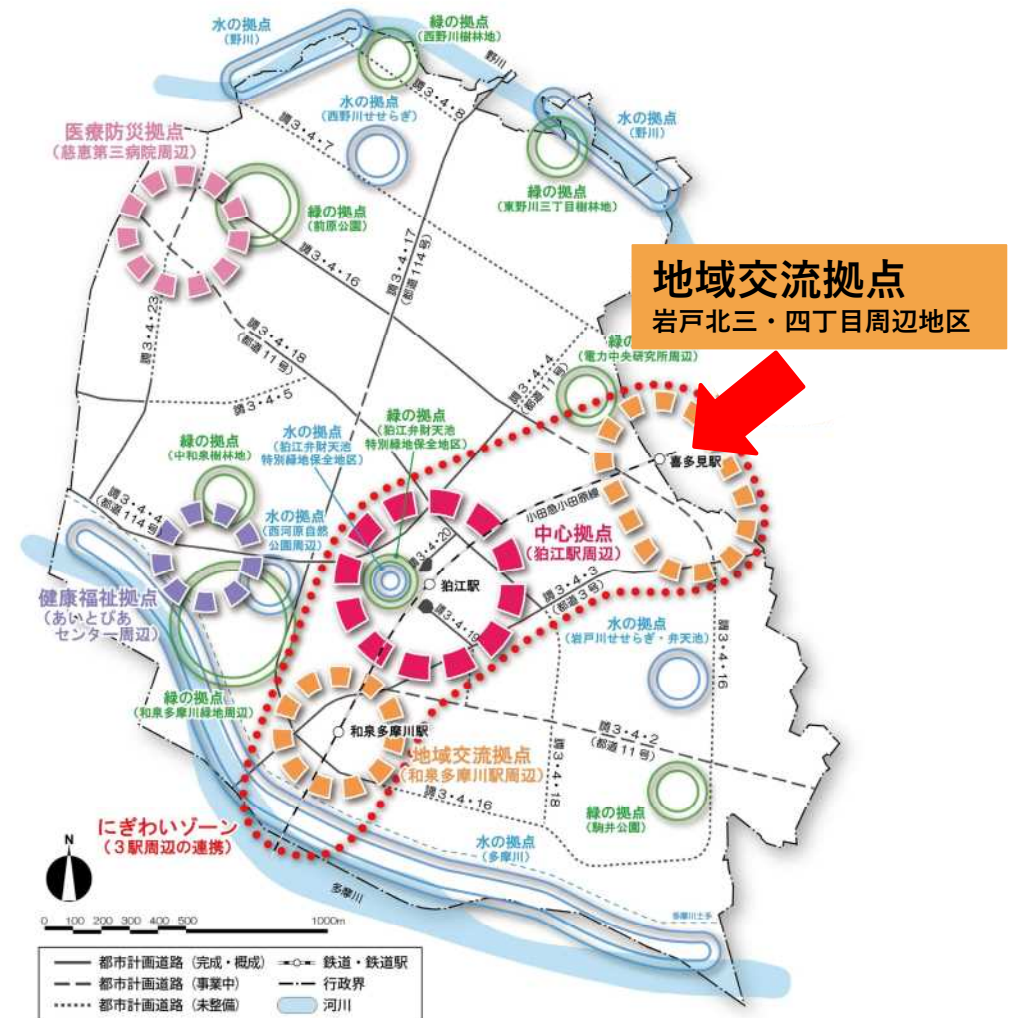 水の拠点
(野川)
緑の拠点
(西野川樹林地)
野川
調3・4・8
水の拠点
(西野川せせらぎ)
調3・4・7
水の拠点
(野川)
医療防災拠点
(慈恵第三病院周辺)
緑の拠点
(東野川三丁目樹林地)
緑の拠点
(前原公園)
調3・4・17
(都道114号)
調3・4・16
地域交流拠点
岩戸北三・四丁目周辺地区
調3・4・23
調3・4・18
(都道11号)
緑の
(電力中央研究所周辺)
調3・4・4
(都道11号)
調3・4・5
緑の拠点
(狛江弁財天池
特別緑地保全地区)
水の拠点
(狛江弁財天池
特別緑地保全地区)
緑の拠点
(中和泉樹林地)
喜多見駅
調3・4・4
(都道114号)
水の拠点
(西河原自然
公園周辺)
小田急小田原線
中心拠点
(狛江駅周辺)
調3・4・20
狛江駅
調3・4・3
(都道3号)
健康福祉拠点
(あいとぴあ
センター周辺)
調3・4・19
水の拠点
(岩戸川せせらぎ・弁天池)
調3・4・16
緑の拠点
(和泉多摩川緑地周辺)
和泉多摩川駅
調3・4・2
(都道11号)
地域交流拠点
(和泉多摩川駅周辺)
調3・4・18
調3・4・16
緑の拠点
(駒井公園)
にぎわいゾーン
(3駅周辺の連携)
水の拠点
(多摩川)
N
多摩川
0 100 200 300 400 500 1000m
都市計画道路(完成・概成)
鉄道・鉄道駅
都市計画道路(事業中)
行政界
都市計画道路(未整備)
河川